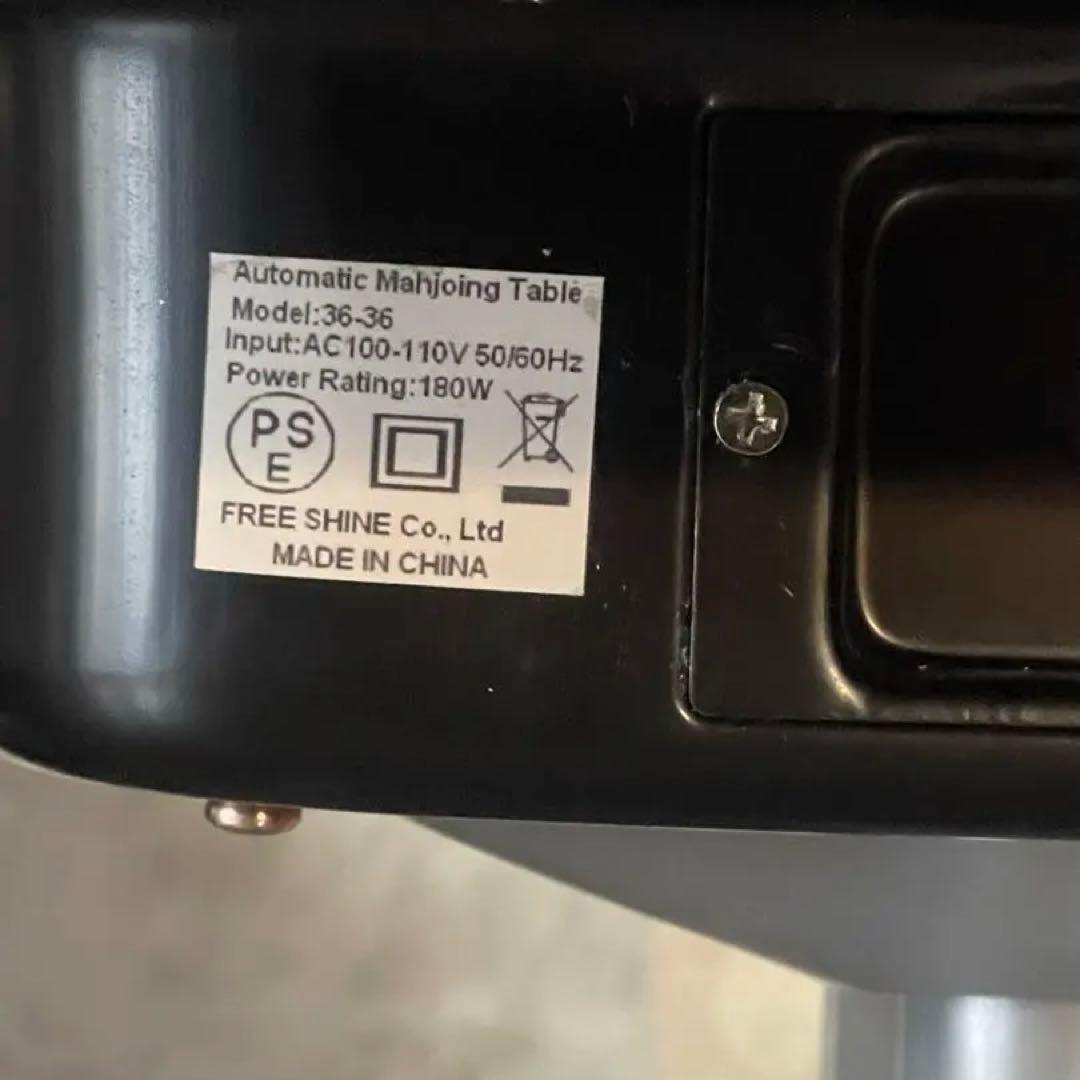 Automatic Mahjoing Table
Model:36-36
Input:AC100-110V 50/60Hz
Power Rating:180W
PS
E
FREE SHINE Co., Ltd
MADE IN CHINA